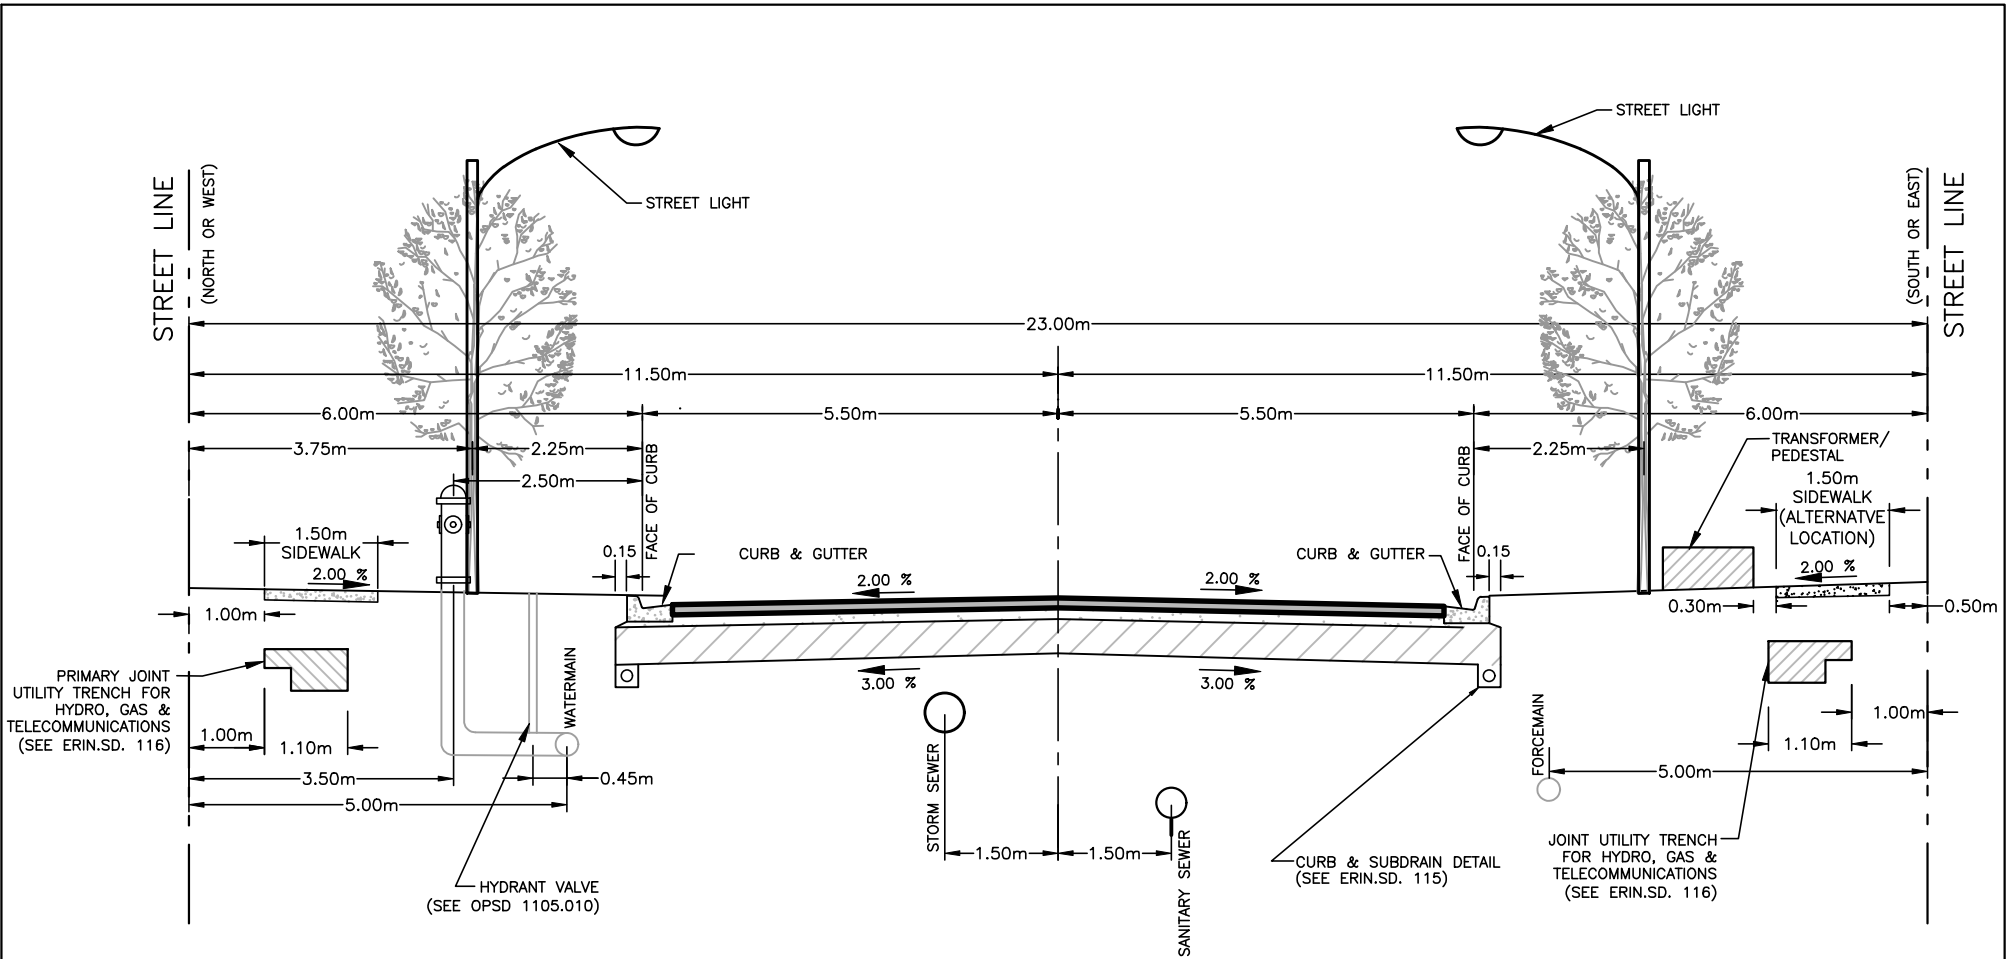 STREET LIGHT
STREET LIGHT
STREET LINE
(NORTH OR WEST)
(SOUTH OR EAST)
STREET LINE
23.00m
11.50m
11.50m
6.00m
5.50m
5.50m
6.00m
3.75m
2.25m
2.25m
2.50m
FACE OF CURB
FACE OF CURB
TRANSFORMER/
PEDESTAL
1.50m
SIDEWALK
(ALTERNATVE
LOCATION)
1.50m
SIDEWALK
2.00 %
0.15
CURB & GUTTER
CURB & GUTTER
0.15
2.00 %
2.00 %
2.00 %
1.00m
0.30m
0.50m
PRIMARY JOINT
UTILITY TRENCH FOR
HYDRO, GAS &
TELECOMMUNICATIONS
(SEE ERIN.SD. 116)
3.00 %
3.00 %
WATERMAIN
1.00m
1.10m
3.50m
0.45m
5.00m
STORM SEWER
SANITARY SEWER
1.50m
1.50m
FORCEMAIN
1.00m
1.10m
5.00m
HYDRANT VALVE
(SEE OPSD 1105.010)
CURB & SUBDRAIN DETAIL
(SEE ERIN.SD. 115)
JOINT UTILITY TRENCH
FOR HYDRO, GAS &
TELECOMMUNICATIONS
(SEE ERIN.SD. 116)